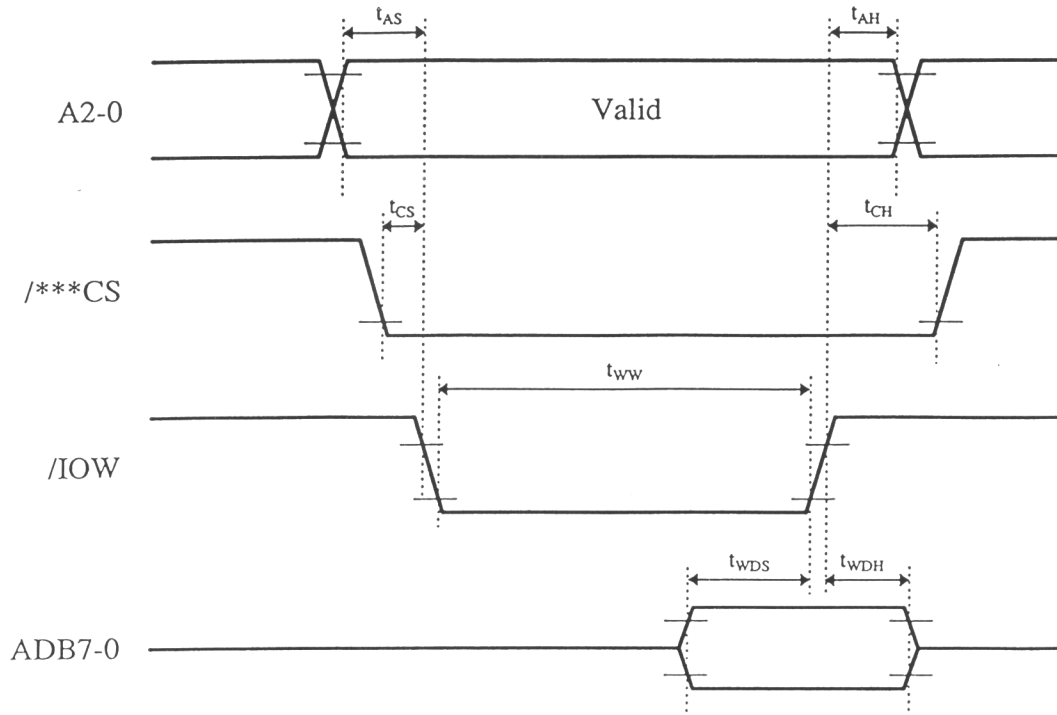 tAS
tAH
A2-0
Valid
tCS
tCH
/***CS
tWW
/IOW
tWDS
tWDH
ADB7-0